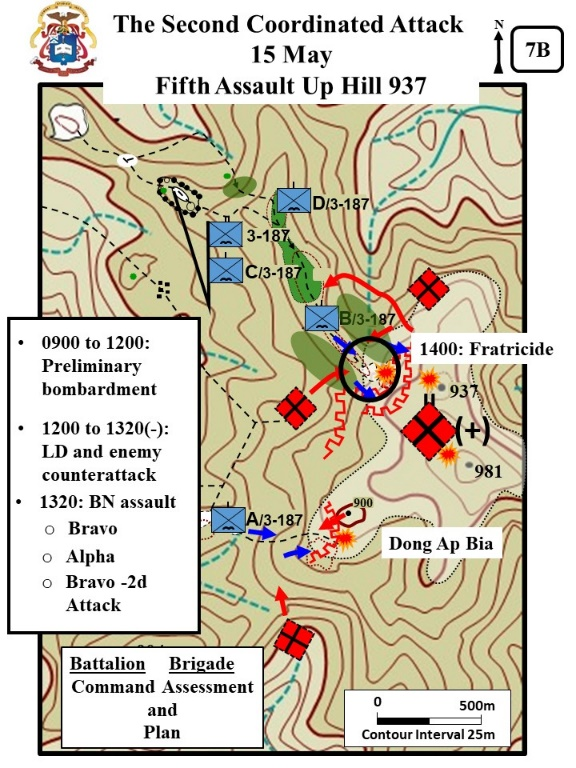 The Second Coordinated Attack
15 May
Fifth Assault Up Hill 937
N
7B
D/3-187
3-187
C/3-187
B/3-187
1400: Fratricide
937
(+)
981
• 0900 to 1200:
Preliminary
bombardment
• 1200 to 1320(-):
LD and enemy
counterattack
• 1320: BN assault
o Bravo
o Alpha
o Bravo -2d
Attack
900
A/3-187
Dong Ap Bia
Battalion Brigade
Command Assessment
and
Plan
0 500m
Contour Interval 25m